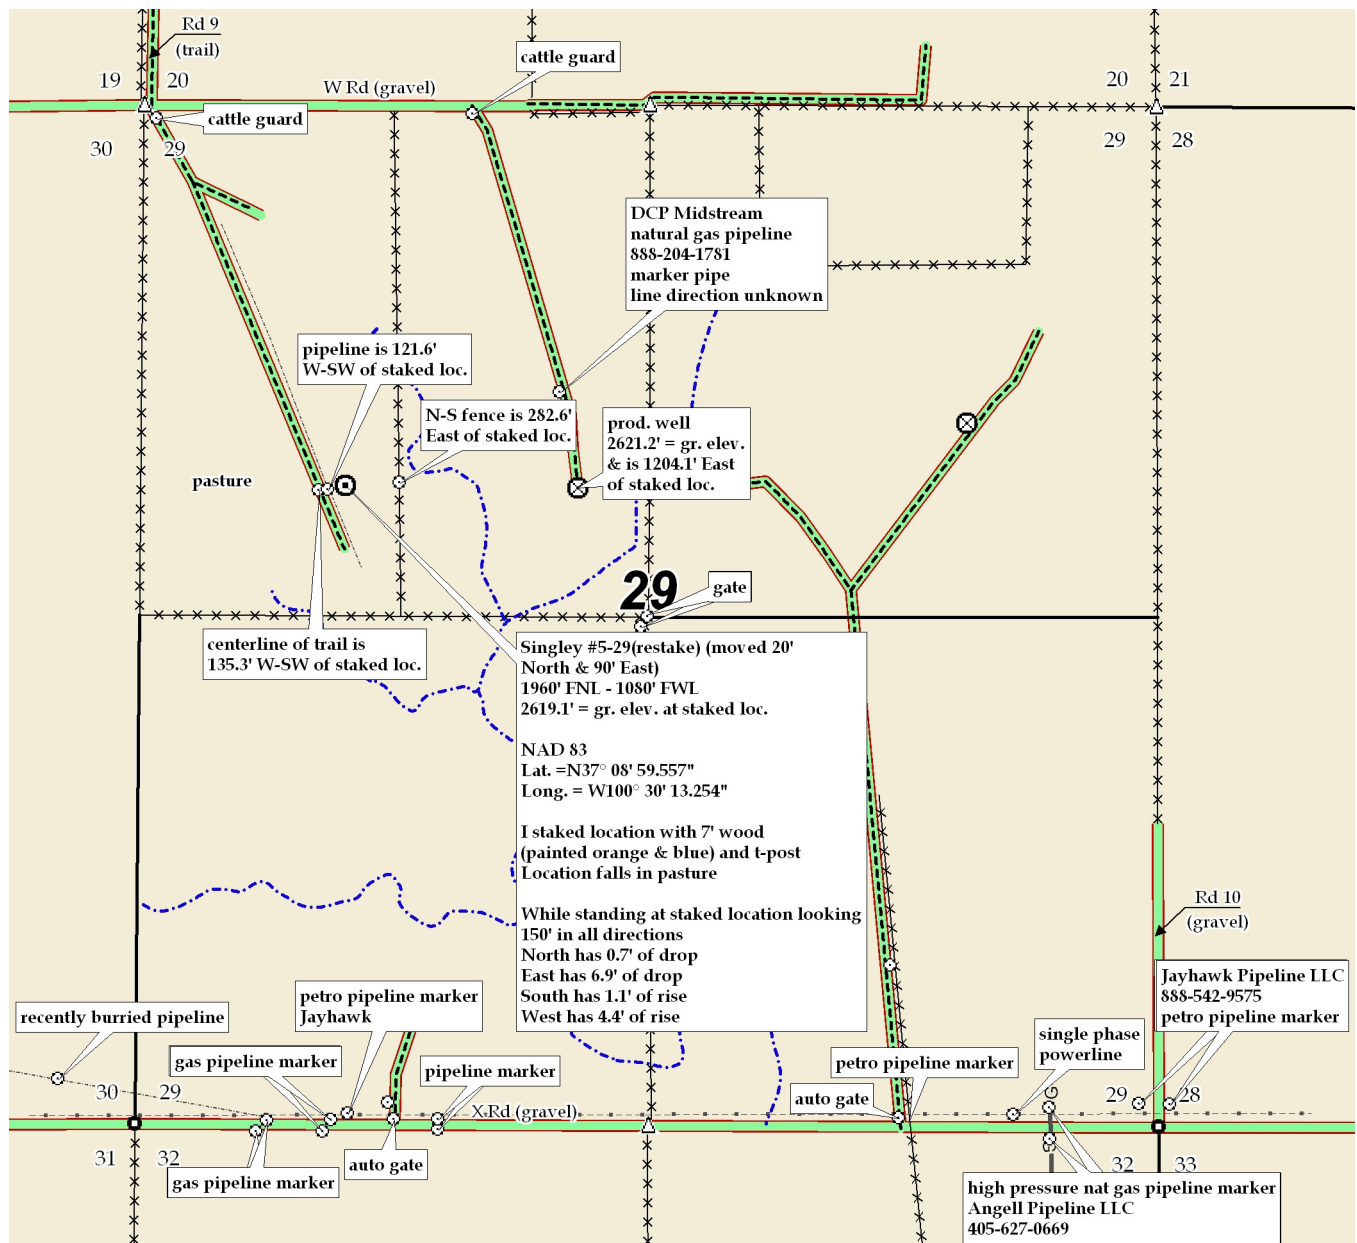 Rd 9
(trail)
cattle guard
19
20
W Rd (gravel)
20
21
cattle guard
30
29
29
28
DCP Midstream
natural gas pipeline
888-204-1781
marker pipe
line direction unknown
pipeline is 121.6'
W-SW of staked loc.
N-S fence is 282.6'
East of staked loc.
prod. well
2621.2' = gr. elev.
& is 1204.1' East
of staked loc.
pasture
29
gate
centerline of trail is
135.3' W-SW of staked loc.
Singley #5-29(restake) (moved 20'
North & 90' East)
1960' FNL - 1080' FWL
2619.1' = gr. elev. at staked loc.
NAD 83
Lat. =N37° 08' 59.557"
Long. = W100° 30' 13.254"
I staked location with 7' wood
(painted orange & blue) and t-post
Location falls in pasture
While standing at staked location looking
150' in all directions
North has 0.7' of drop
East has 6.9' of drop
South has 1.1' of rise
West has 4.4' of rise
Rd 10
(gravel)
Jayhawk Pipeline LLC
888-542-9575
petro pipeline marker
petro pipeline marker
Jayhawk
recently burried pipeline
single phase
powerline
gas pipeline marker
pipeline marker
petro pipeline marker
30
29
auto gate
29
28
G
X Rd (gravel)
G
31
32
auto gate
32
33
gas pipeline marker
high pressure nat gas pipeline marker
Angell Pipeline LLC
405-627-0669